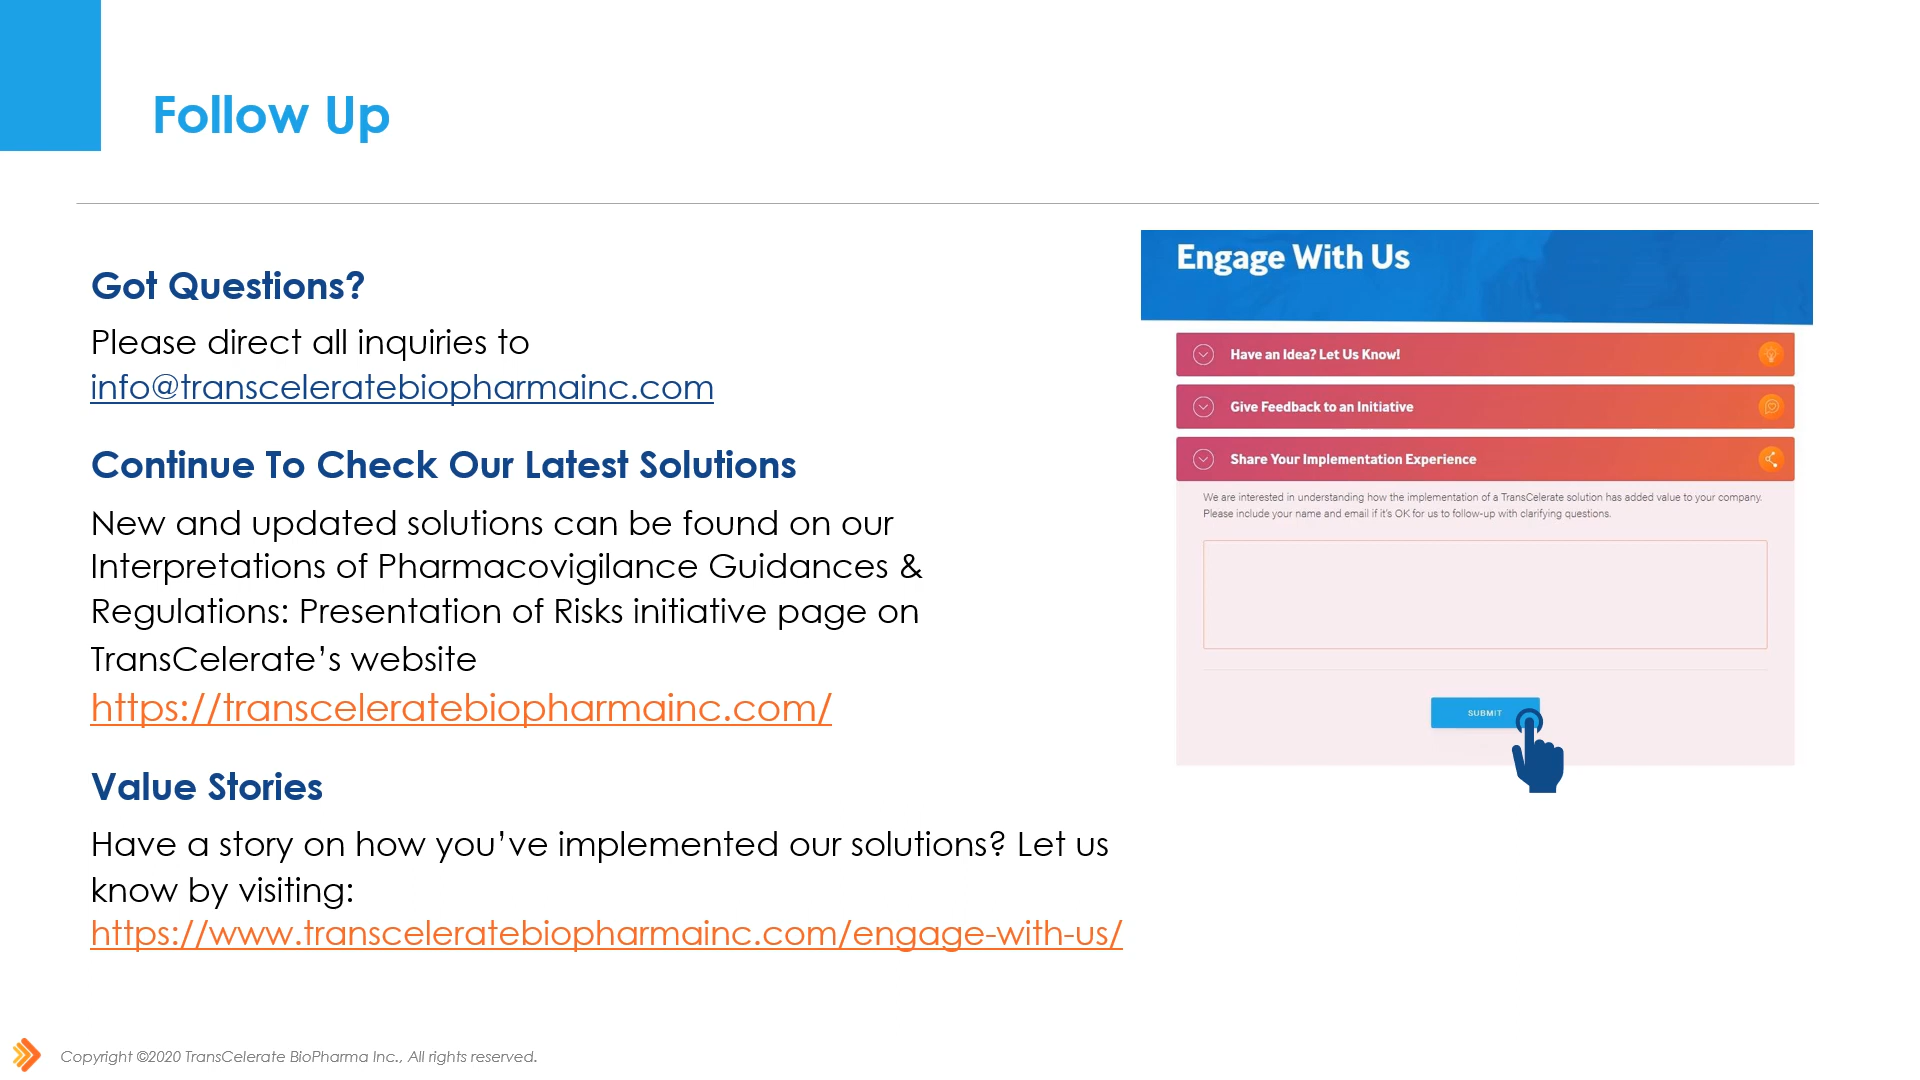 Follow Up
Got Questions?
Please direct all inquiries to
info@transceleratebiopharmainc.com
Continue To Check Our Latest Solutions
New and updated solutions can be found on our
Interpretations of Pharmacovigilance Guidances &
Regulations: Presentation of Risks initiative page on
TransCelerate’s website
https://transceleratebiopharmainc.com/
Value Stories
Have a story on how you’ve implemented our solutions? Let us
know by visiting:
https://www.transceleratebiopharmainc.com/engage-with-us/
Engage With Us
Have an Idea? Let Us Know!
Give Feedback to an Initiative
Share Your Implementation Experience
We are interested in understanding how the implementation of a TransCelerate solution has added value to your company.
Please include your name and email if it's OK for us to follow-up with clarifying questions.
SUBMIT
Copyright ©2020 TransCelerate BioPharma Inc., All rights reserved.